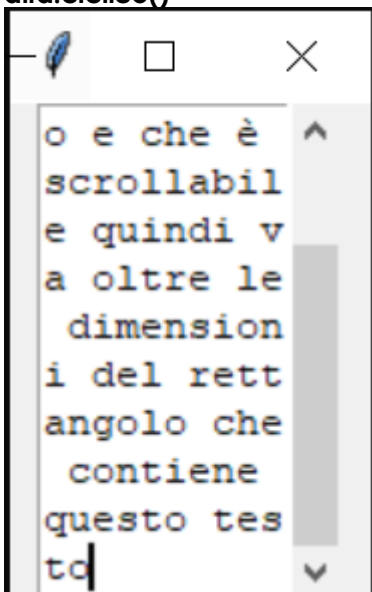 o e che è
scrollabil
e quindi v
a oltre le
 dimension
i del rett
angolo che
 contiene
questo tes
to